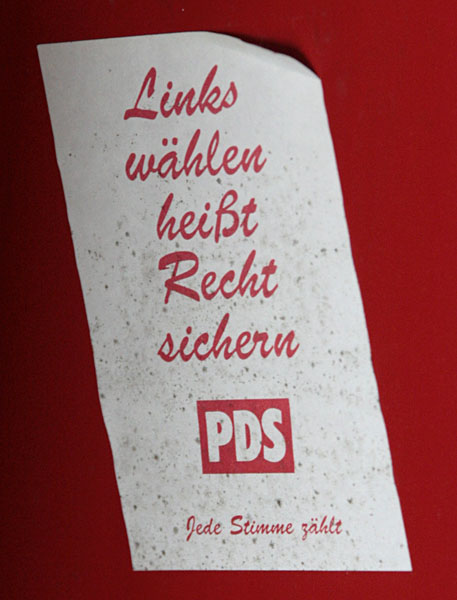 Links
wählen
heißt
Recht
sichern
PDS
Jede Stimme zählt